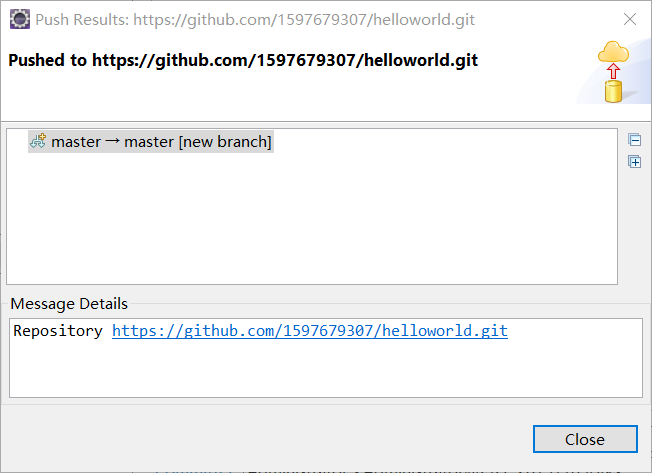 Push Results: https://github.com/1597679307/helloworld.git
Pushed to https://github.com/1597679307/helloworld.git
master → master [new branch]
Message Details
Repository https://github.com/1597679307/helloworld.git
Close